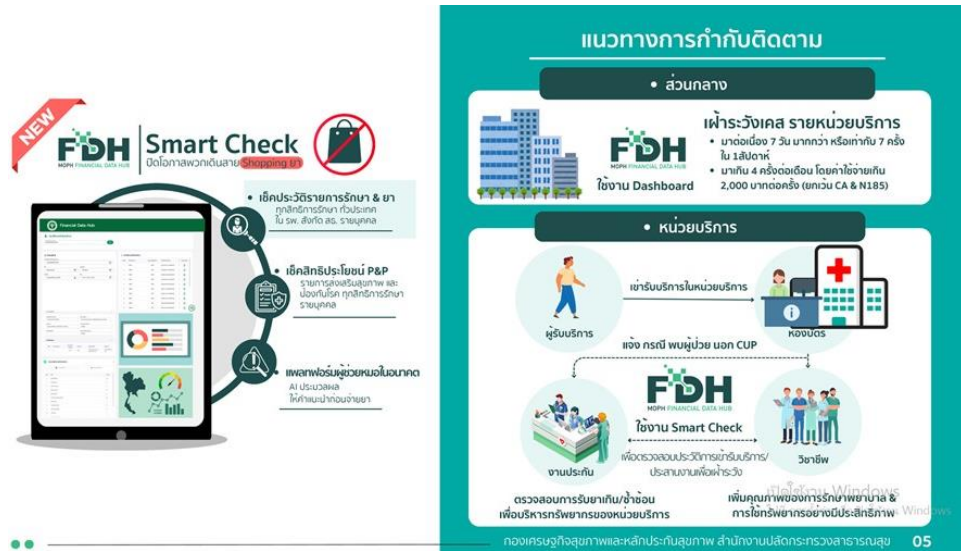 NEW
FDH Smart Check
ปิดโอกาสพวกเดินสาย Shopping ยา
• เช็คประวัติรายการรักษา & ยา
ทุกสิทธิการรักษา ทั่วประเทศ
ใน รพ. สังกัด สธ. รายบุคคล
• เช็คสิทธิประโยชน์ P&P
รายการส่งเสริมสุขภาพ และ
ป้องกันโรค ทุกสิทธิการรักษา
รายบุคคล
• แพลทฟอร์มผู้ช่วยหมอในอนาคต
AI ประมวลผล
ให้คำแนะนำก่อนจ่ายยา
Financial Data Hub
แนวทางการกำกับติดตาม
• ส่วนกลาง
FDH
MOPH FINANCIAL DATA HUB
ใช้งาน Dashboard
เฝ้าระวังเคส รายหน่วยบริการ
• มาต่อเนื่อง 7 วัน มากกว่า หรือเท่ากับ 7 ครั้ง
ใน 1สัปดาห์
• มาเกิน 4 ครั้งต่อเดือน โดยค่าใช้จ่ายเกิน
2,000 บาทต่อครั้ง (ยกเว้น CA & N185)
• หน่วยบริการ
เข้ารับบริการในหน่วยบริการ
ผู้รับบริการ
ห้องบัตร
แจ้ง กรณี พบผู้ป่วย นอก CUP
FDH
MOPH FINANCIAL DATA HUB
ใช้งาน Smart Check
เพื่อตรวจสอบประวัติการเข้ารับบริการ/
ประสานงานเพื่อเฝ้าระวัง
งานประกัน
วิชาชีพ
ตรวจสอบการรับยาเกิน/ซ้ำซ้อน
เพื่อบริหารทรัพยากรของหน่วยบริการ
เพิ่มคุณภาพของการรักษาพยาบาล &
การใช้ทรัพยากรอย่างมีประสิทธิภาพ
เปิดใช้งาน Windows
กองเศรษฐกิจสุขภาพและหลักประกันสุขภาพ สำนักงานปลัดกระทรวงสาธารณสุข 05